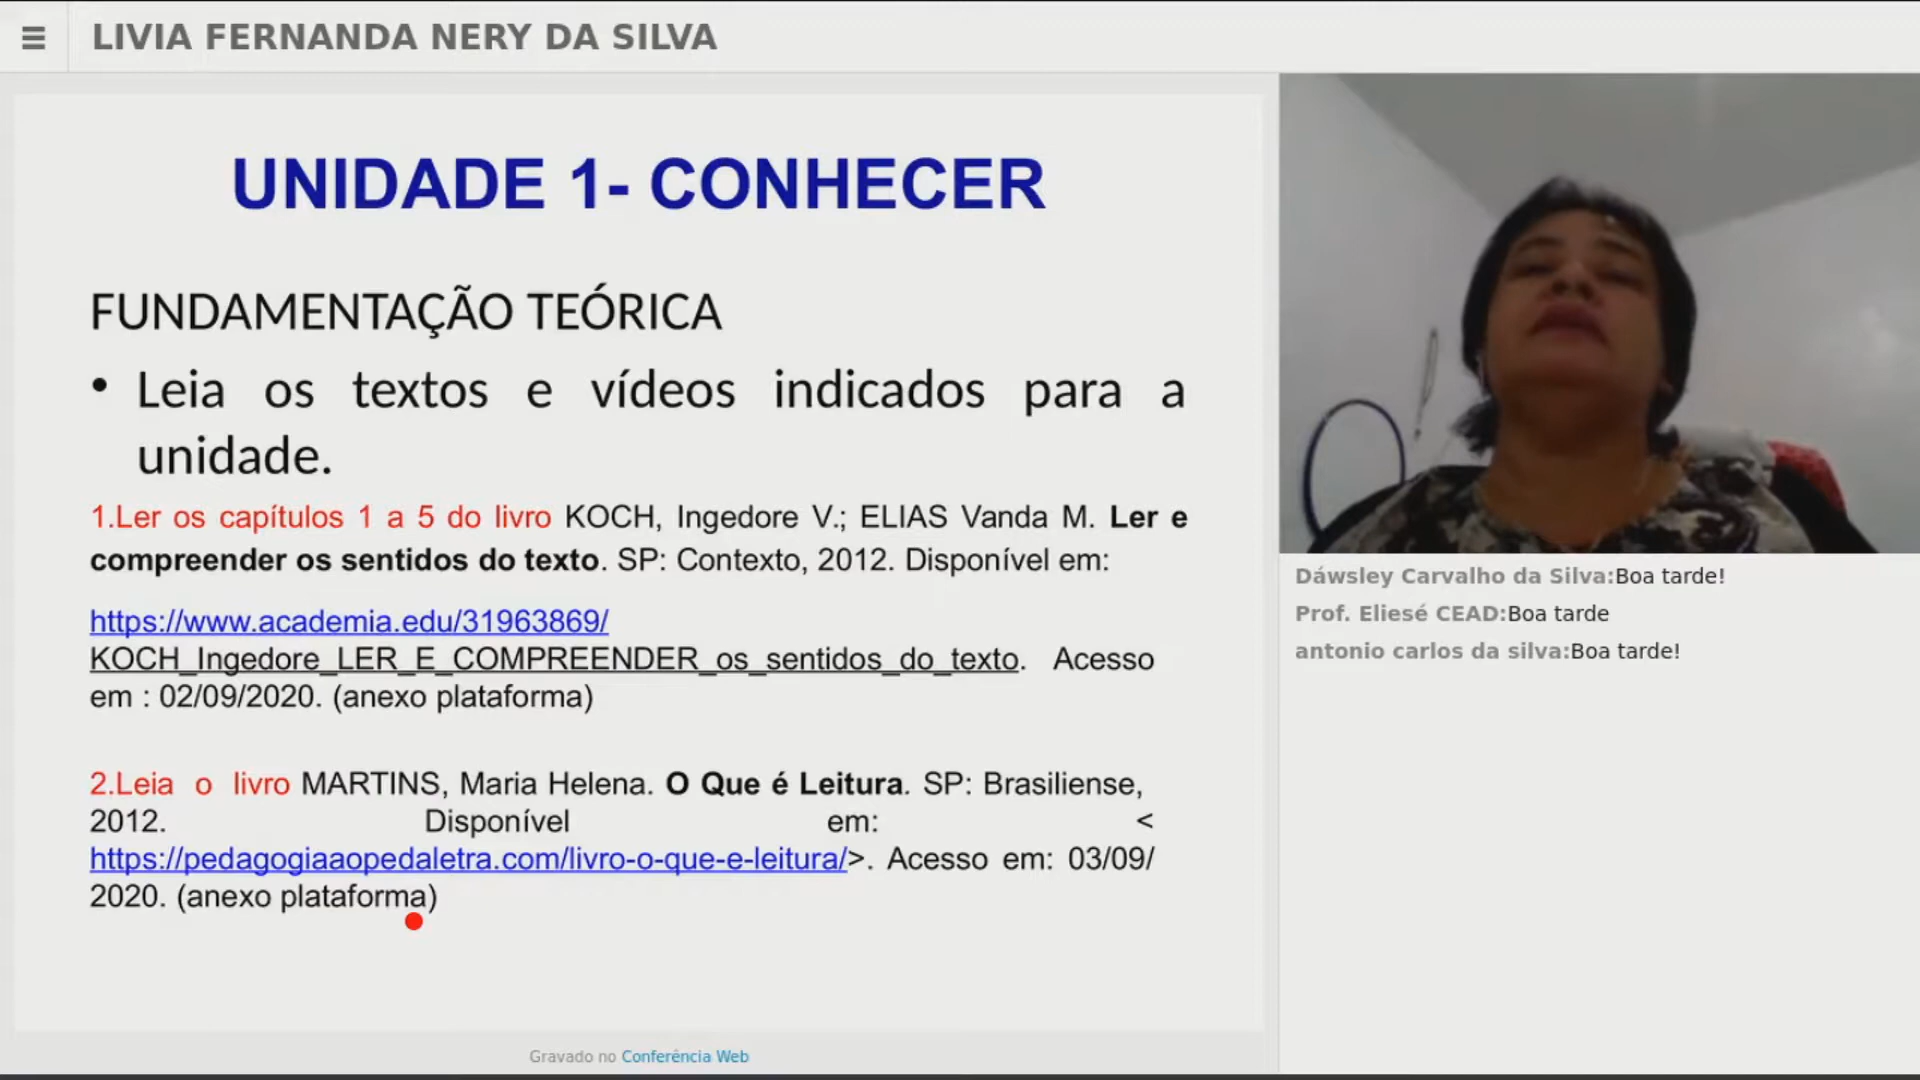 LIVIA FERNANDA NERY DA SILVA
UNIDADE 1- CONHECER
FUNDAMENTAÇÃO TEÓRICA
• Leia os textos e vídeos indicados para a
unidade.
1.Ler os capítulos 1 a 5 do livro KOCH, Ingedore V.; ELIAS Vanda M. Ler e
compreender os sentidos do texto. SP: Contexto, 2012. Disponível em:
https://www.academia.edu/31963869/
KOCH_Ingedore_LER_E_COMPREENDER_os_sentidos_do_texto. Acesso
em : 02/09/2020. (anexo plataforma)
2.Leia o livro MARTINS, Maria Helena. O Que é Leitura. SP: Brasiliense,
2012. Disponível em: <
https://pedagogiaaopedaletra.com/livro-o-que-e-leitura/>. Acesso em: 03/09/
2020. (anexo plataforma)
Gravado no Conferência Web
Dáwsley Carvalho da Silva:Boa tarde!
Prof. Eliesé CEAD:Boa tarde
antonio carlos da silva:Boa tarde!